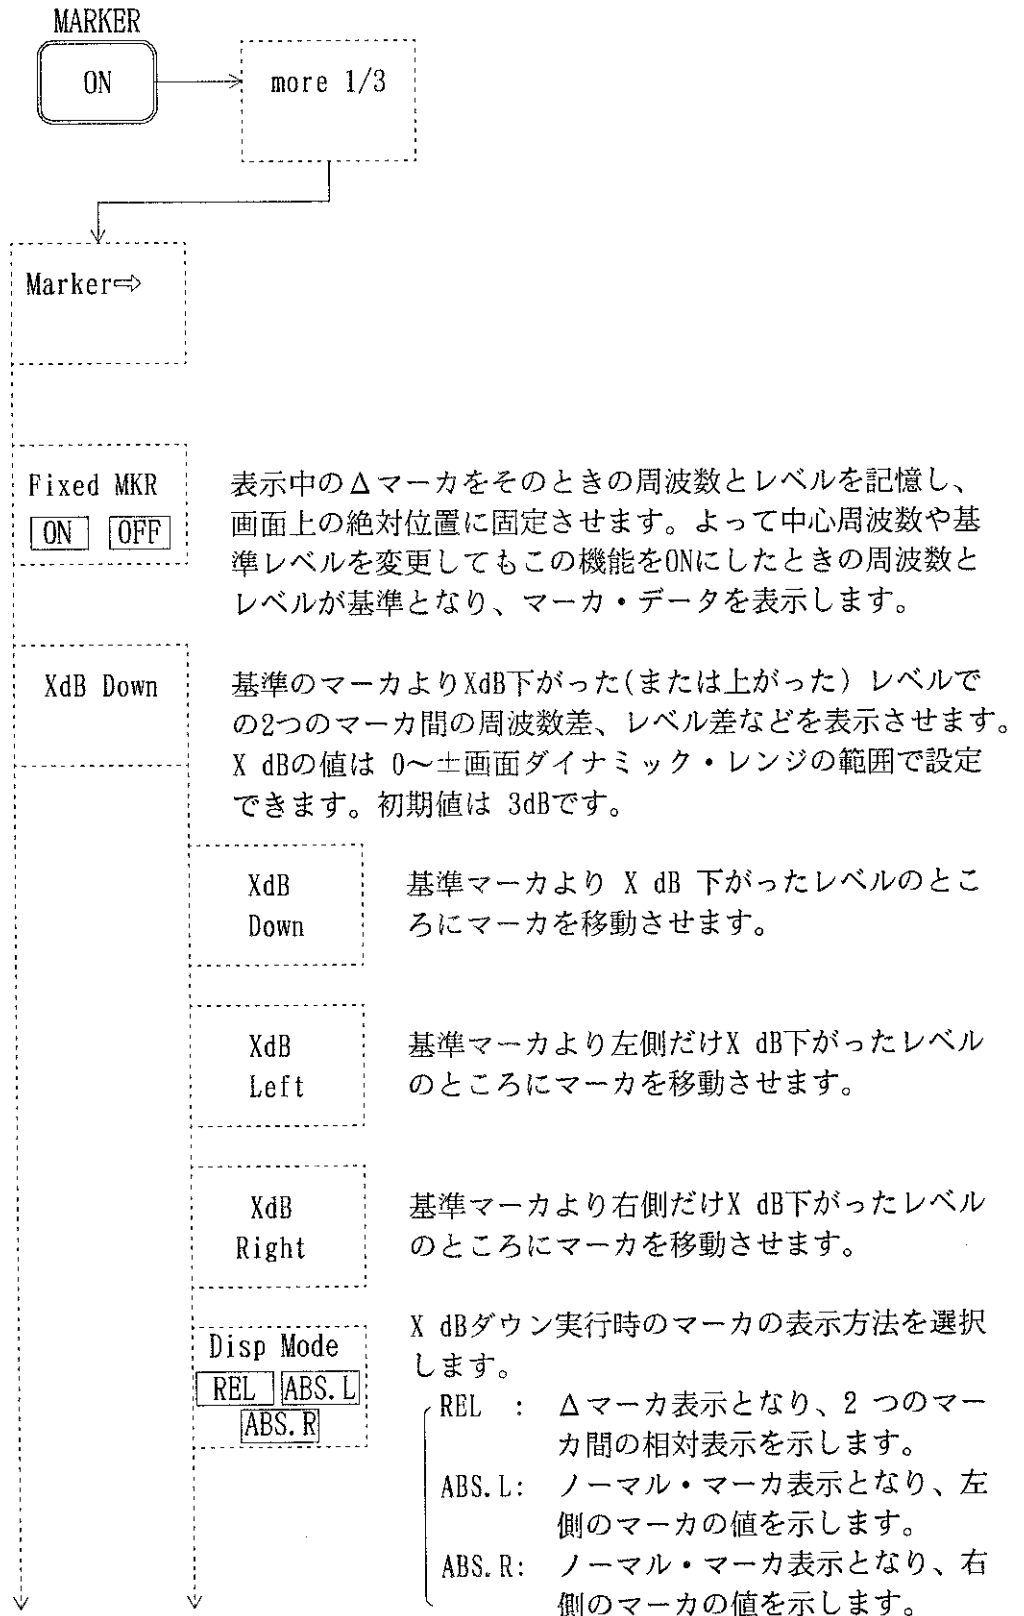 MARKER
ON
more 1/3
Marker⇨
Fixed MKR
ON OFF
表示中のΔマーカをそのときの周波数とレベルを記憶し、
画面上の絶対位置に固定させます。よって中心周波数や基
準レベルを変更してもこの機能をONにしたときの周波数と
レベルが基準となり、マーカ・データを表示します。
XdB Down
基準のマーカよりXdB下がった(または上がった) レベルで
の2つのマーカ間の周波数差、レベル差などを表示させます。
X dBの値は 0～±画面ダイナミック・レンジの範囲で設定
できます。初期値は 3dBです。
XdB
Down
基準マーカより X dB 下がったレベルのとこ
ろにマーカを移動させます。
XdB
Left
基準マーカより左側だけX dB下がったレベル
のところにマーカを移動させます。
XdB
Right
基準マーカより右側だけX dB下がったレベル
のところにマーカを移動させます。
Disp Mode
REL ABS.L
ABS.R
X dBダウン実行時のマーカの表示方法を選択
します。
REL : Δマーカ表示となり、2 つのマー
カ間の相対表示を示します。
ABS.L: ノーマル・マーカ表示となり、左
側のマーカの値を示します。
ABS.R: ノーマル・マーカ表示となり、右
側のマーカの値を示します。